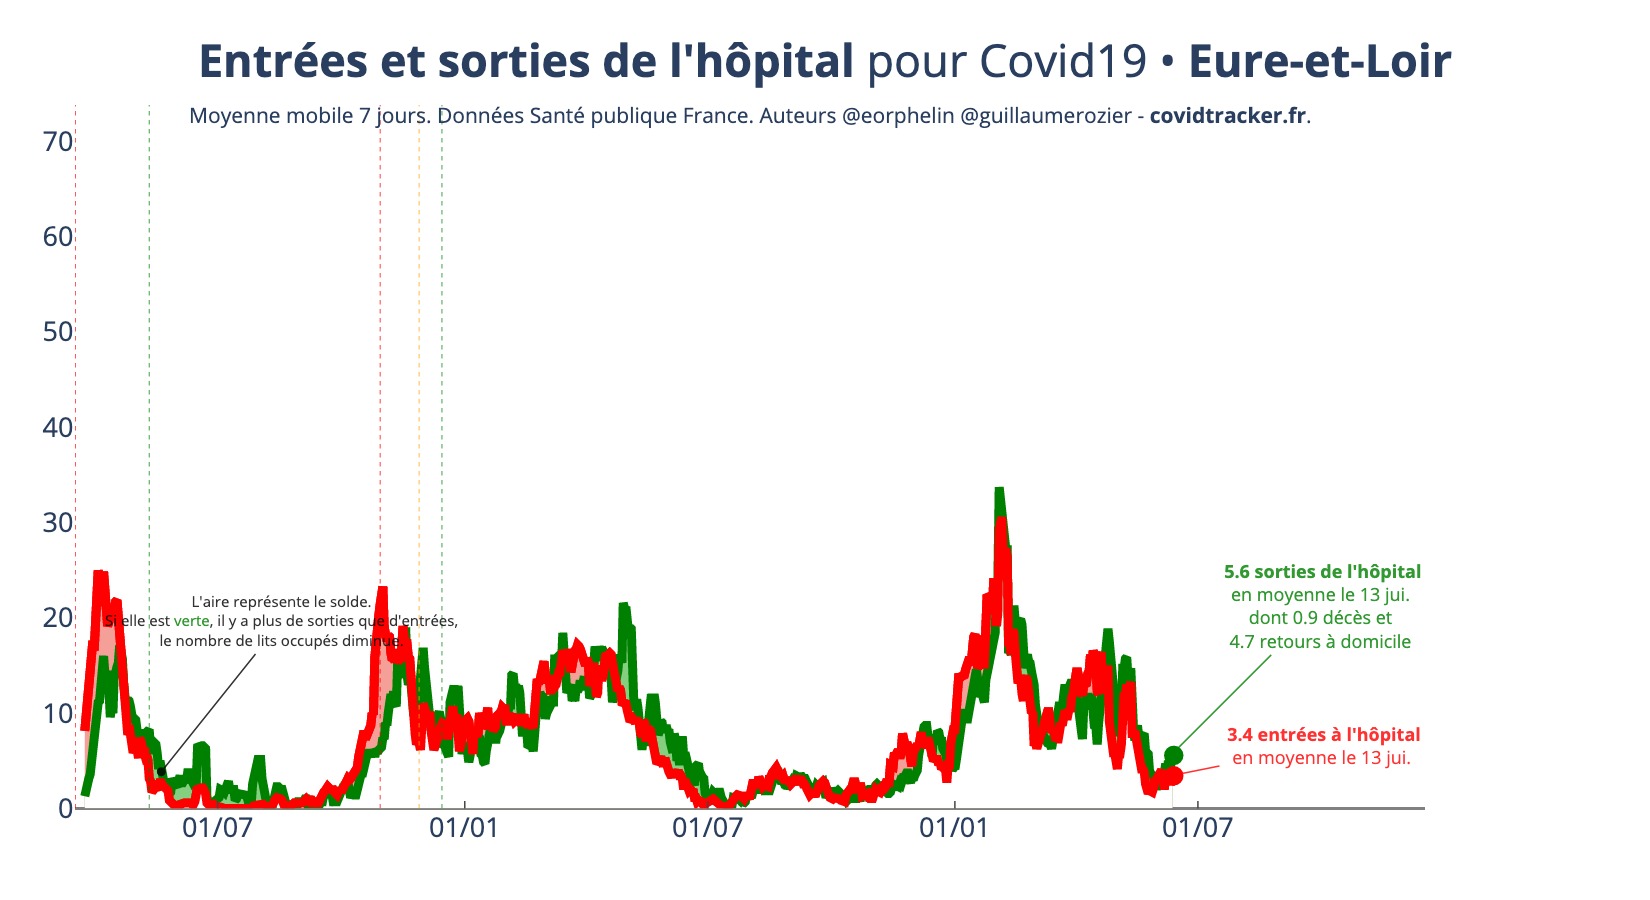 Entrées et sorties de l'hôpital pour Covid19 • Eure-et-Loir
Moyenne mobile 7 jours. Données Santé publique France. Auteurs @eorphelin @guillaumerozier - covidtracker.fr.
70
60
50
40
30
20
10
0
L'aire représente le solde.
Si elle est verte, il y a plus de sorties que d'entrées,
le nombre de lits occupés diminue.
5.6 sorties de l'hôpital
en moyenne le 13 jui.
dont 0.9 décès et
4.7 retours à domicile
3.4 entrées à l'hôpital
en moyenne le 13 jui.
01/07 01/01 01/07 01/01 01/07